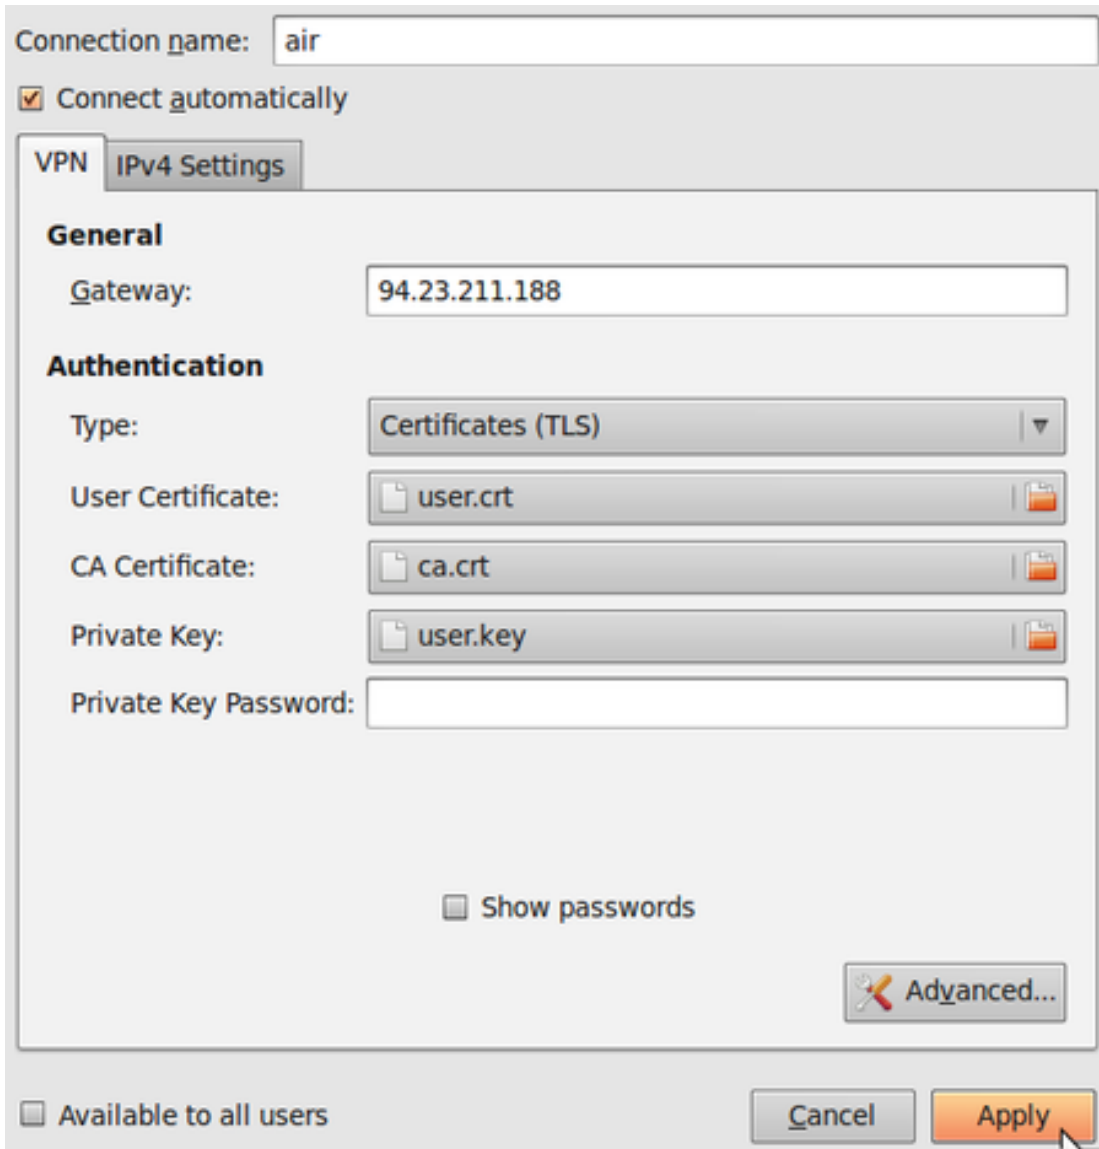 Connection name: air
Connect automatically
VPN IPv4 Settings
General
Gateway: 94.23.211.188
Authentication
Type: Certificates (TLS)
User Certificate: user.crt
CA Certificate: ca.crt
Private Key: user.key
Private Key Password:
Show passwords
Advanced...
Available to all users Cancel Apply